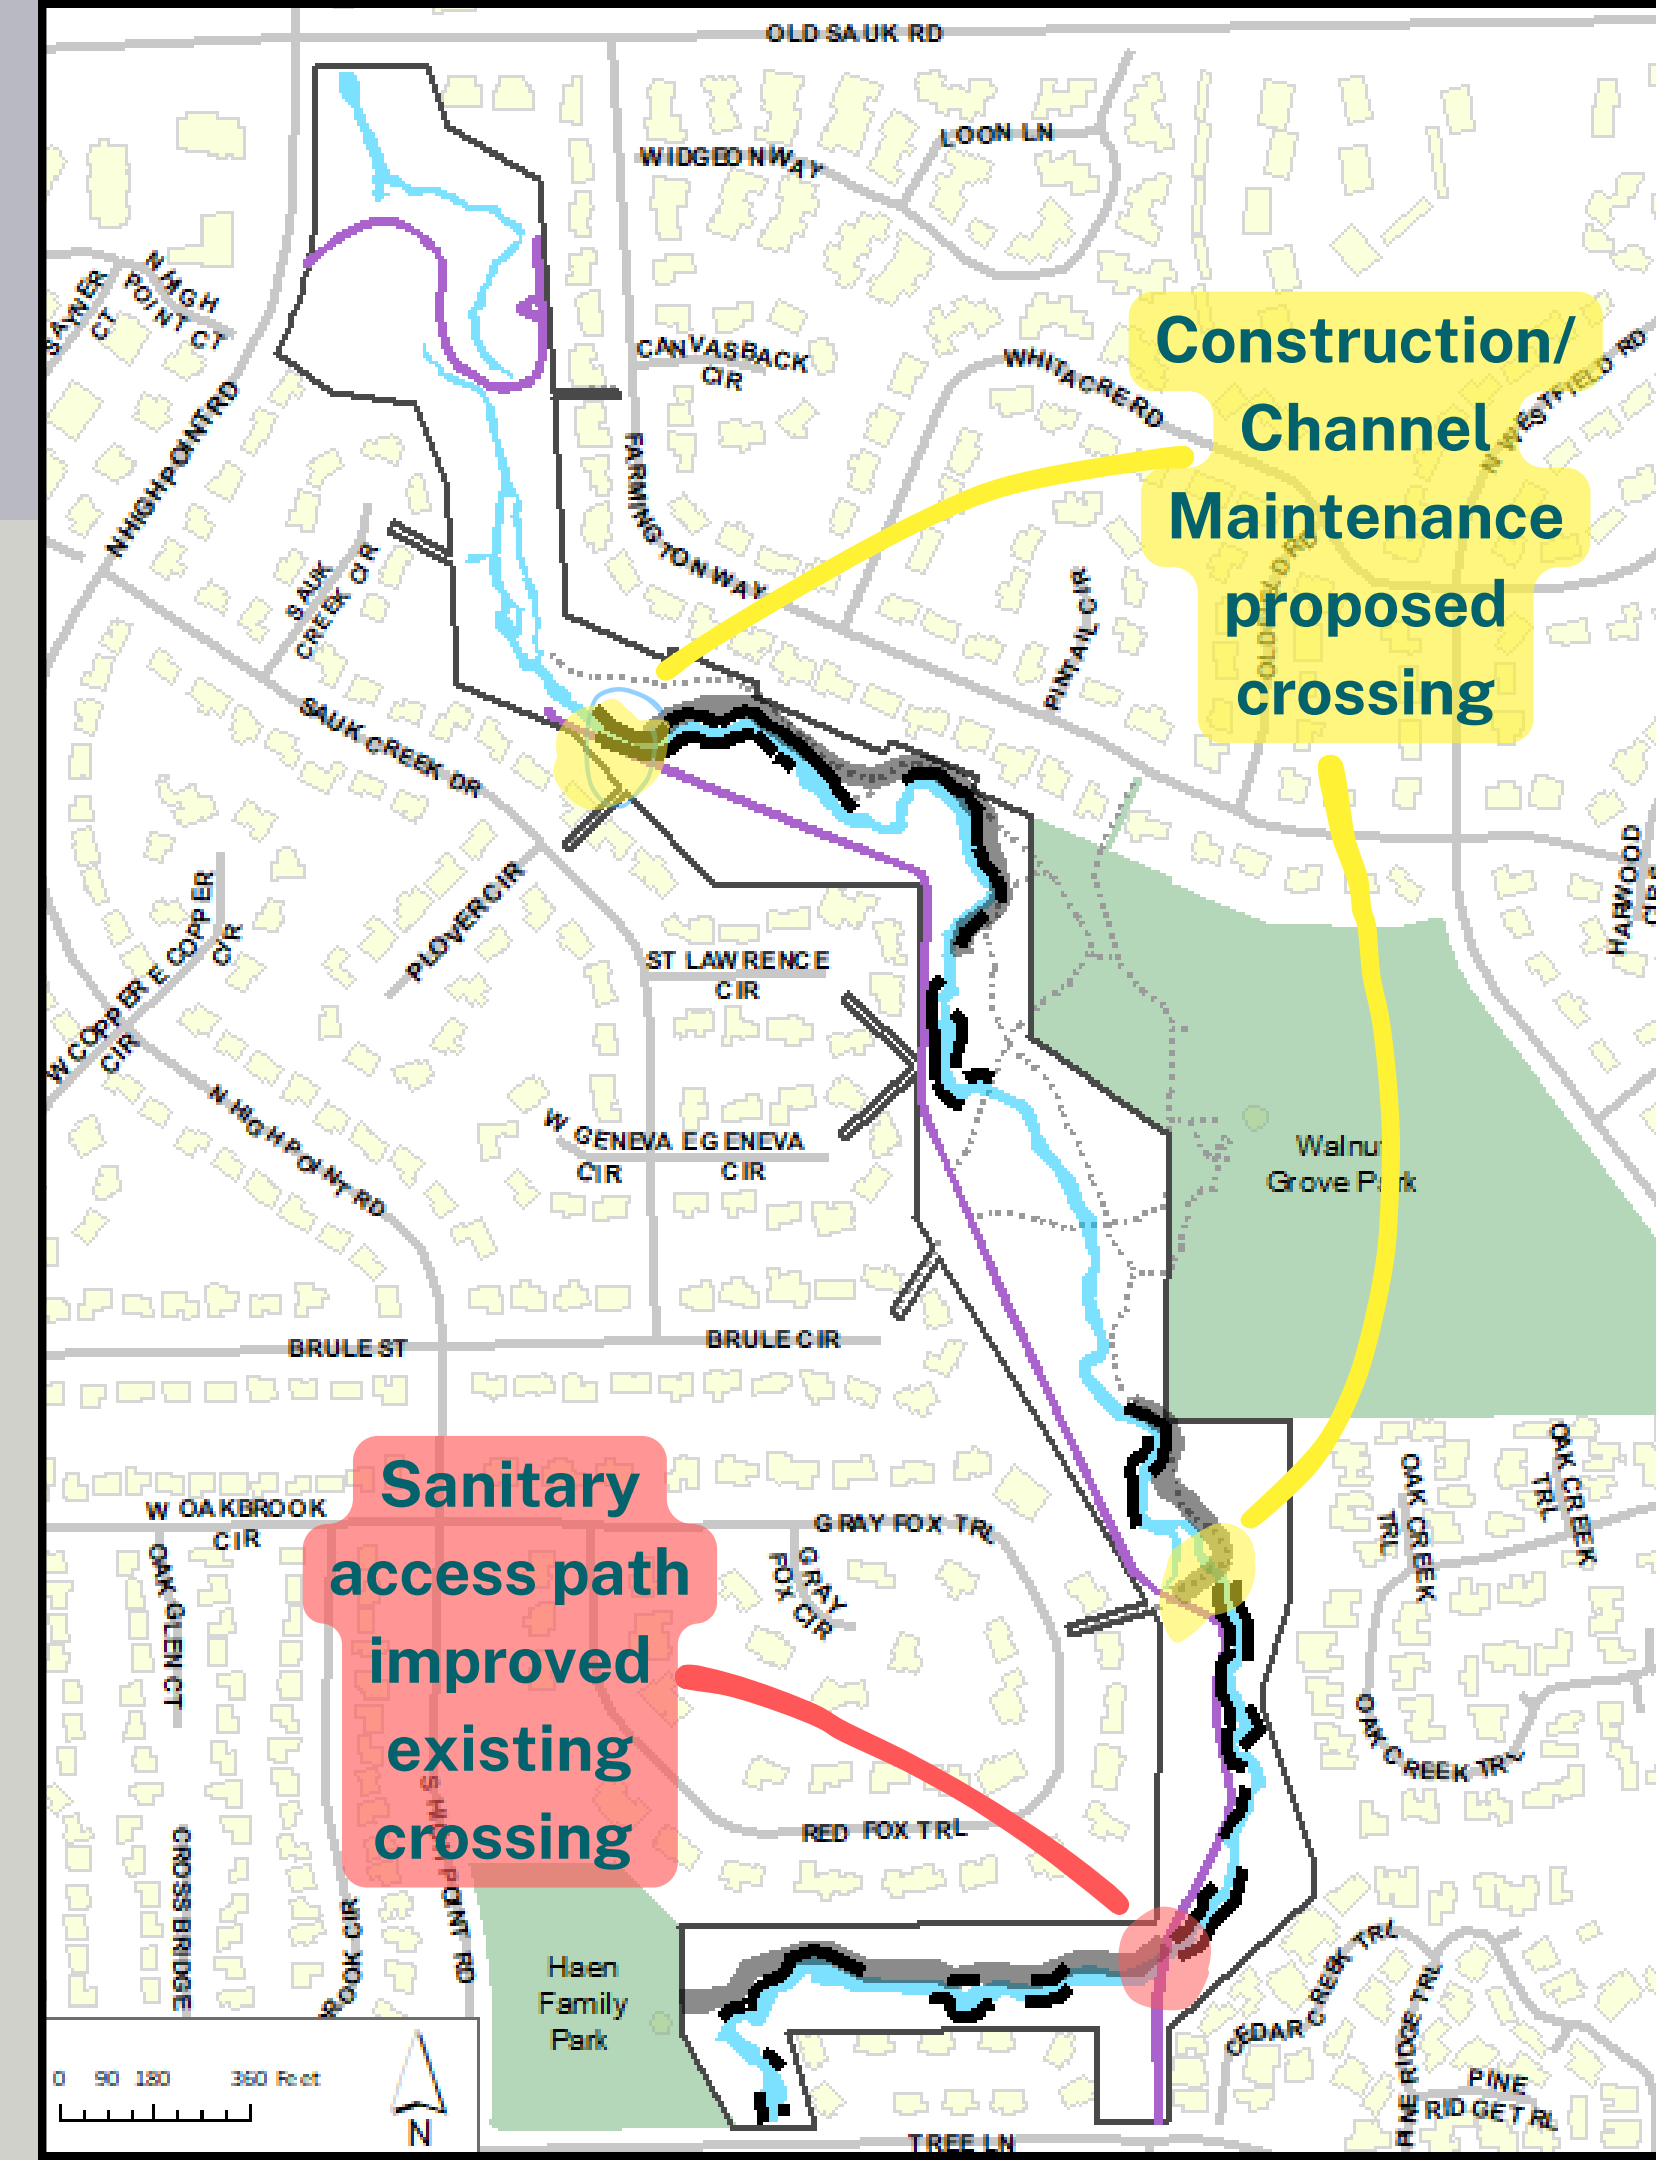 OLD SAUK RD
LOON LN
WIDGEON WAY
N HIGH
POINT CT
SAYNER
CT
CANVASBACK
CIR
WHITACRE RD
N WESTFIELD RD
Construction/
Channel
Maintenance
proposed
crossing
N HIGH POINT RD
FARMINGTON WAY
SAUK
CREEK CIR
PINTAIL CIR
SAUK CREEK DR
PLOVER CIR
HARWOOD
W COPPER
CIR
E COPPER
CIR
ST LAWRENCE
CIR
N HIGH POINT RD
W GENEVA
CIR
E GENEVA
CIR
Walnut
Grove Park
BRULE ST
BRULE CIR
Sanitary
access path
improved
existing
crossing
W OAKBROOK
CIR
GRAY FOX TRL
GRAY
FOX CIR
OAK CREEK
TRL
OAK CREEK
TRL
OAK GLEN CT
OAK CREEK TRL
RED FOX TRL
S HIGH POINT RD
CROSSBRIDGE
OOK CIR
Haen
Family
Park
CEDAR CREEK TRL
PINE RIDGE TRL
PINE
RIDGE TRL
0 90 180 360 Feet
N
TREE LN